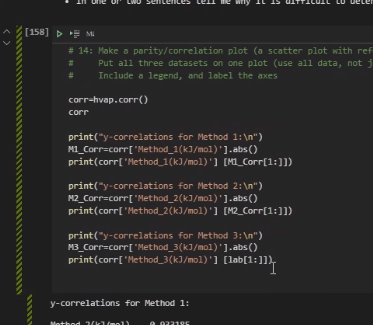 • In one or two sentences tell me why it is difficult to deter
[158]
# 14: Make a parity/correlation plot (a scatter plot with ref
# Put all three datasets on one plot (use all data, not j
# Include a legend, and label the axes
corr=hvap.corr()
corr
print("y-correlations for Method 1:\n")
M1_Corr=corr['Method_1(kJ/mol)'].abs()
print(corr['Method_1(kJ/mol)'] [M1_Corr[1:]])
print("y-correlations for Method 2:\n")
M2_Corr=corr['Method_2(kJ/mol)'].abs()
print(corr['Method_2(kJ/mol)'] [M2_Corr[1:]])
print("y-correlations for Method 3:\n")
M3_Corr=corr['Method_3(kJ/mol)'].abs()
print(corr['Method_3(kJ/mol)'] [lab[1:]])
y-correlations for Method 1:
Method_2(kJ/mol) 0.933185